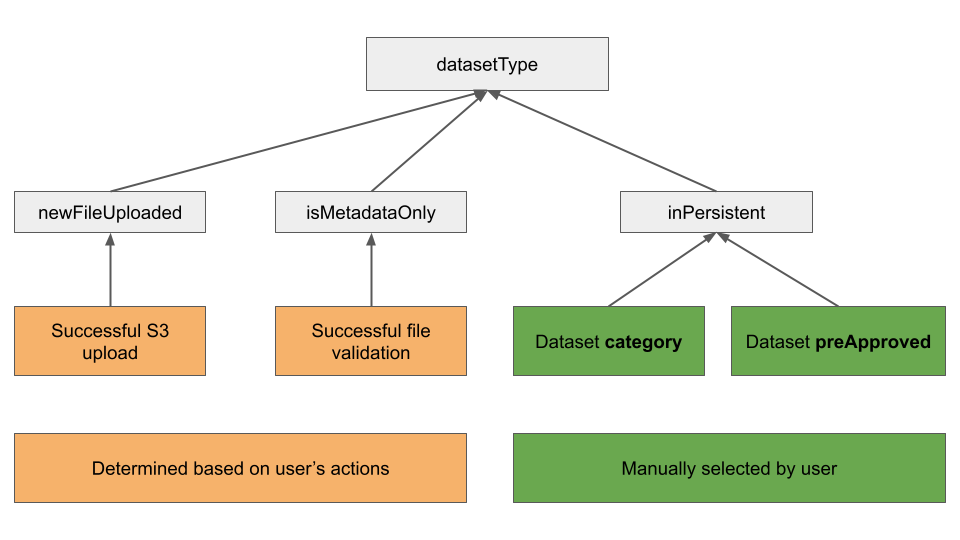 datasetType
newFileUploaded
isMetadataOnly
inPersistent
Successful S3
upload
Successful file
validation
Dataset category
Dataset preApproved
Determined based on user’s actions
Manually selected by user